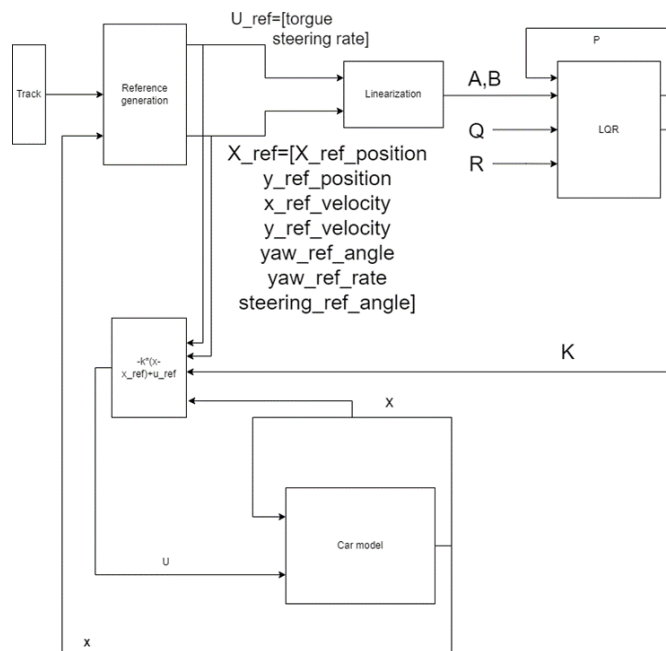 U_ref=[torgue
steering rate]
P
Track
Reference
generation
Linearization
A,B
LQR
Q
R
X_ref=[X_ref_position
y_ref_position
x_ref_velocity
y_ref_velocity
yaw_ref_angle
yaw_ref_rate
steering_ref_angle]
-k*(x-
x_ref)+u_ref
K
X
Car model
U
x